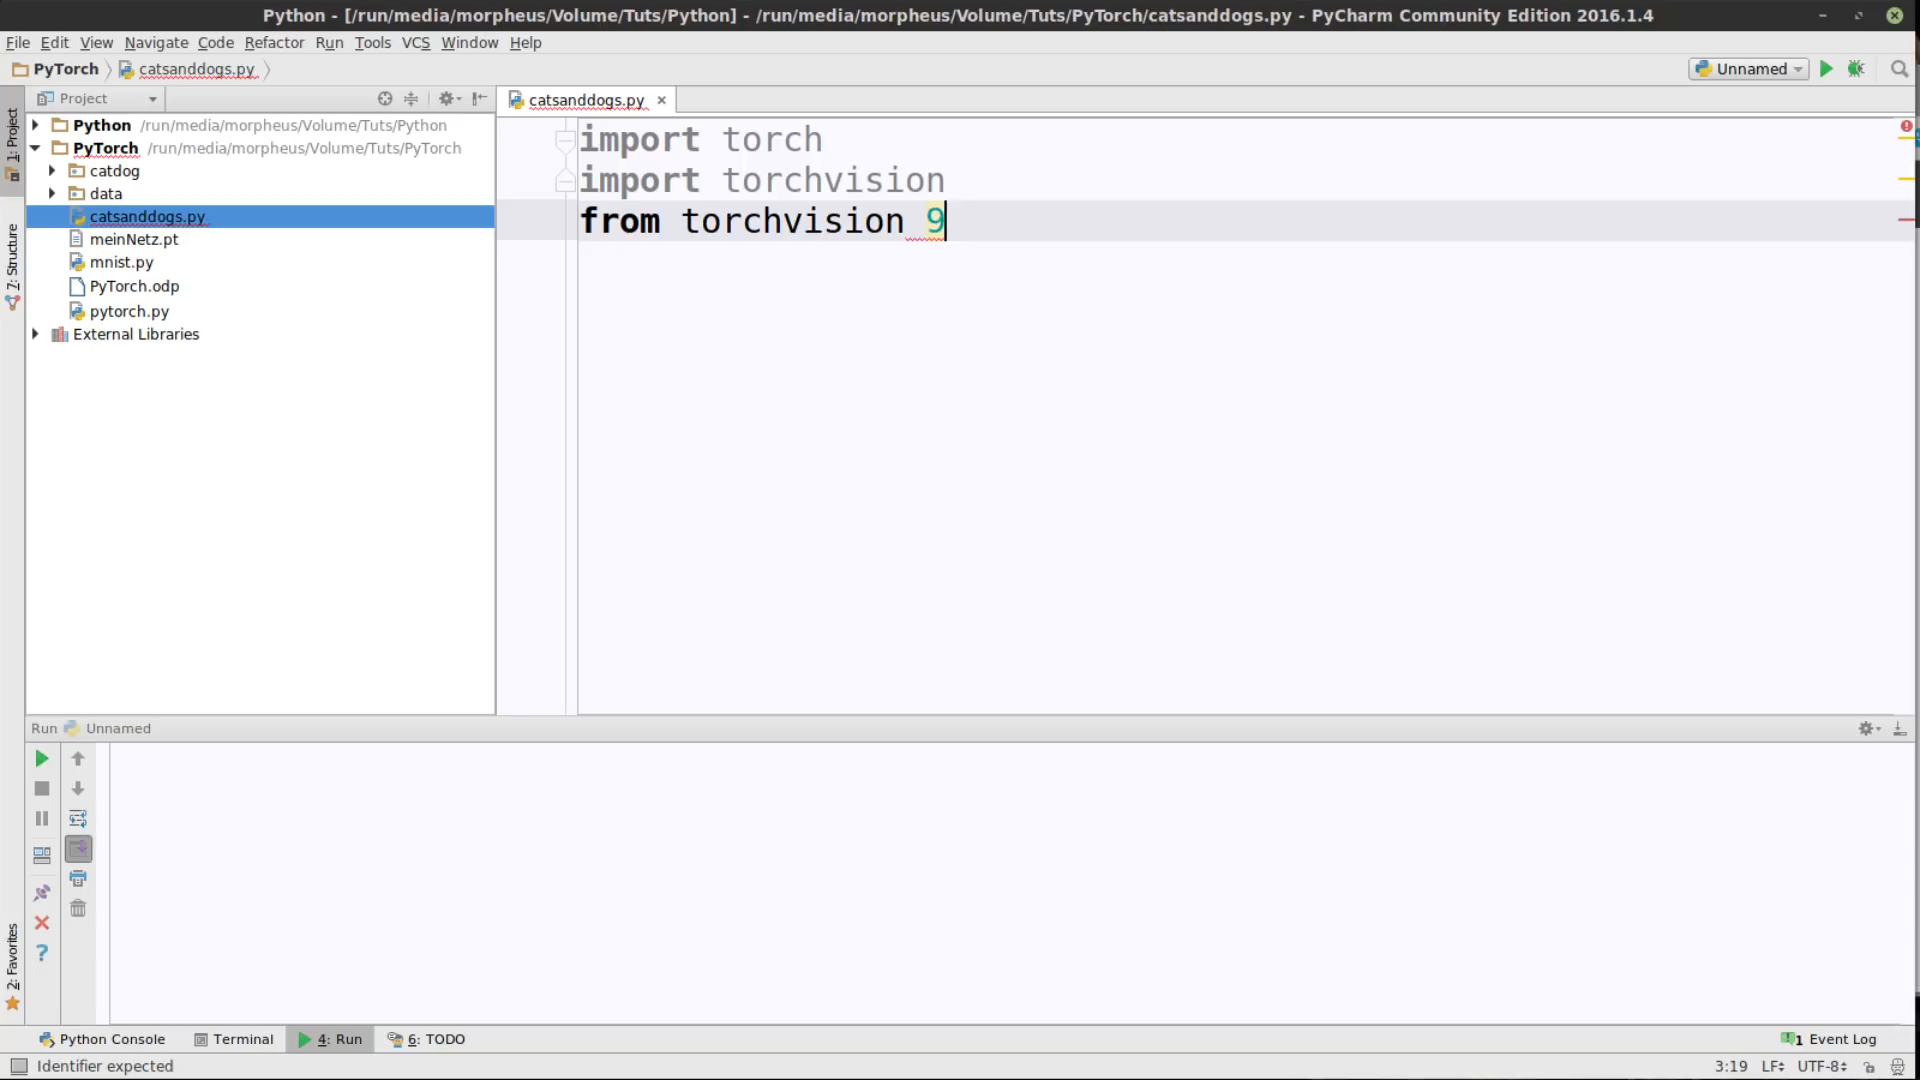 Python - [/run/media/morpheus/Volume/Tuts/Python] - /run/media/morpheus/Volume/Tuts/PyTorch/catsanddogs.py - PyCharm Community Edition 2016.1.4
File Edit View Navigate Code Refactor Run Tools VCS Window Help
PyTorch catsanddogs.py Unnamed
1: Project
7: Structure
2: Favorites
Project
Python /run/media/morpheus/Volume/Tuts/Python
PyTorch /run/media/morpheus/Volume/Tuts/PyTorch
catdog
data
catsanddogs.py
meinNetz.pt
mnist.py
PyTorch.odp
pytorch.py
External Libraries
catsanddogs.py
import torch
import torchvision
from torchvision 9
Run Unnamed
Python Console Terminal 4: Run 6: TODO 1 Event Log
Identifier expected 3:19 LF UTF-8